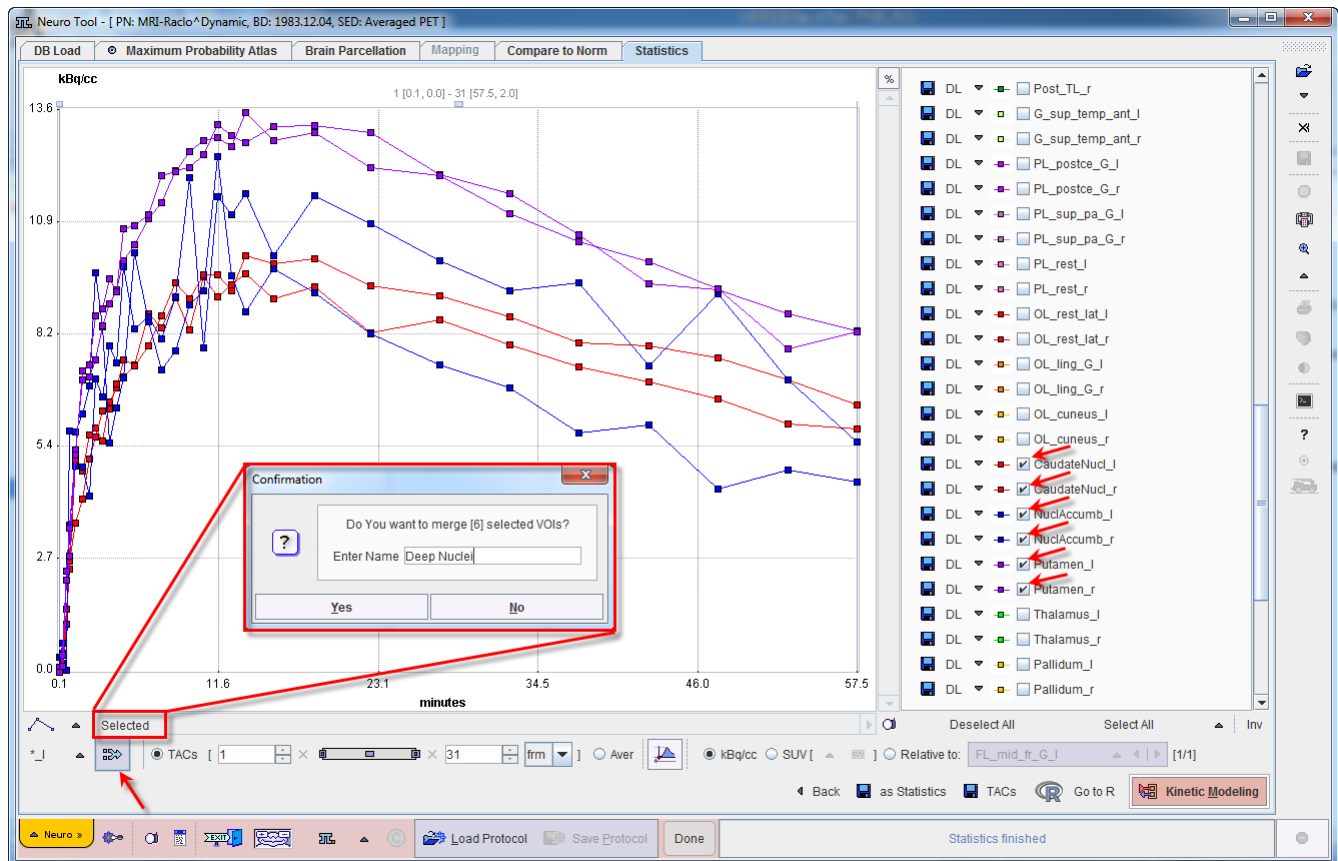 Neuro Tool - [ PN: MRI-Raclo^Dynamic, BD: 1983.12.04, SED: Averaged PET ]
DB Load Maximum Probability Atlas Brain Parcellation Mapping Compare to Norm Statistics
kBq/cc
1 [0.1, 0.0] - 31 [57.5, 2.0]
%
13.6
10.9
8.2
5.4
2.7
0.0
0.1 11.6 23.1 34.5 46.0 57.5
minutes
Confirmation
Do You want to merge [6] selected VOIs?
Enter Name Deep Nuclei
Yes No
DL Post_TL_r
DL G_sup_temp_ant_l
DL G_sup_temp_ant_r
DL PL_postce_G_l
DL PL_postce_G_r
DL PL_sup_pa_G_l
DL PL_sup_pa_G_r
DL PL_rest_l
DL PL_rest_r
DL OL_rest_lat_l
DL OL_rest_lat_r
DL OL_ling_G_l
DL OL_ling_G_r
DL OL_cuneus_l
DL OL_cuneus_r
DL CaudateNucl_l
DL CaudateNucl_r
DL NuclAccumb_l
DL NuclAccumb_r
DL Putamen_l
DL Putamen_r
DL Thalamus_l
DL Thalamus_r
DL Pallidum_l
DL Pallidum_r
Selected
Deselect All Select All Inv
*_l TACs [ 1 31 frm ] Aver kBq/cc SUV [ ] Relative to: FL_mid_fr_G_l [1/1]
Back as Statistics TACs Go to R Kinetic Modeling
Neuro » EXIT Load Protocol Save Protocol Done Statistics finished
?